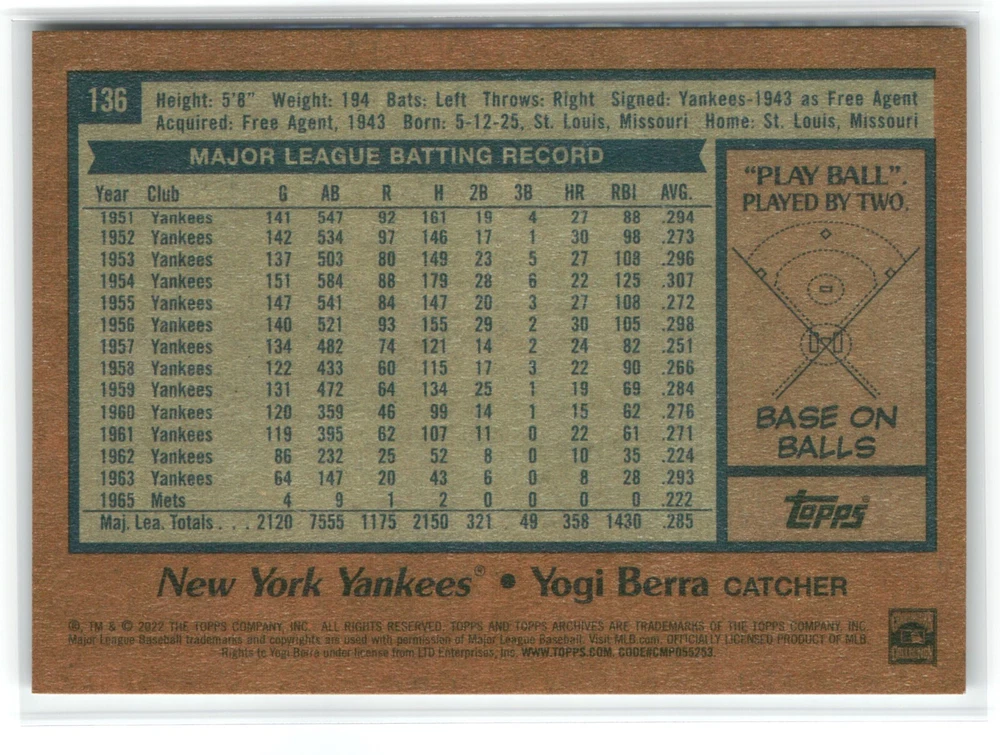 136
Height: 5'8" Weight: 194 Bats: Left Throws: Right Signed: Yankees-1943 as Free Agent
Acquired: Free Agent, 1943 Born: 5-12-25, St. Louis, Missouri Home: St. Louis, Missouri
MAJOR LEAGUE BATTING RECORD
Year Club G AB R H 2B 3B HR RBI AVG.
1951 Yankees 141 547 92 161 19 4 27 88 .294
1952 Yankees 142 534 97 146 17 1 30 98 .273
1953 Yankees 137 503 80 149 23 5 27 108 .296
1954 Yankees 151 584 88 179 28 6 22 125 .307
1955 Yankees 147 541 84 147 20 3 27 108 .272
1956 Yankees 140 521 93 155 29 2 30 105 .298
1957 Yankees 134 482 74 121 14 2 24 82 .251
1958 Yankees 122 433 60 115 17 3 22 90 .266
1959 Yankees 131 472 64 134 25 1 19 69 .284
1960 Yankees 120 359 46 99 14 1 15 62 .276
1961 Yankees 119 395 62 107 11 0 22 61 .271
1962 Yankees 86 232 25 52 8 0 10 35 .224
1963 Yankees 64 147 20 43 6 0 8 28 .293
1965 Mets 4 9 1 2 0 0 0 0 .222
Maj. Lea. Totals . . . 2120 7555 1175 2150 321 49 358 1430 .285
"PLAY BALL".
PLAYED BY TWO.
BASE ON
BALLS
topps
New York Yankees® • Yogi Berra CATCHER
®, TM & © 2022 THE TOPPS COMPANY, INC. ALL RIGHTS RESERVED. TOPPS AND TOPPS ARCHIVES ARE TRADEMARKS OF THE TOPPS COMPANY, INC.
Major League Baseball trademarks and copyrights are used with permission of Major League Baseball. Visit MLB.com. OFFICIALLY LICENSED PRODUCT OF MLB.
Rights to Yogi Berra under license from LTD Enterprises, Inc. WWW.TOPPS.COM. CODE#CMP055253.
COLLECTION